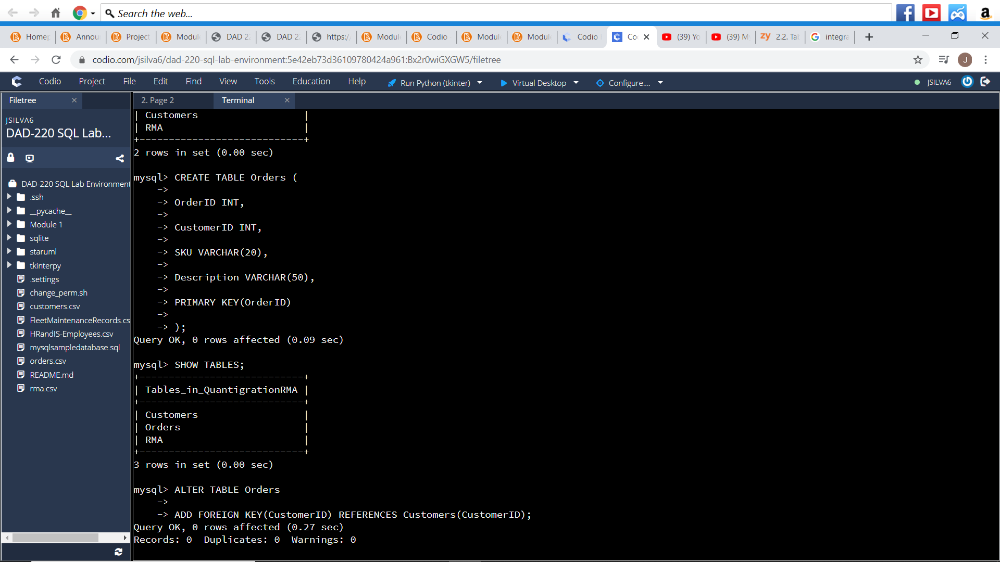 Search the web...
Homep
Annou
Project
Modul
DAD 22
DAD 22
https:/
Modul
Codio
Modul
Modul
Codio
Co
(39) Yo
(39) M
2.2. Tab
integra
codio.com/jsilva6/dad-220-sql-lab-environment:5e42eb73d36109780424a961:Bx2r0wiGXGW5/filetree
J
Codio Project File Edit Find View Tools Education Help Run Python (tkinter) Virtual Desktop Configure.... JSILVA6
Filetree
JSILVA6
DAD-220 SQL Lab...
DAD-220 SQL Lab Environment
.ssh
__pycache__
Module 1
sqlite
staruml
tkinterpy
.settings
change_perm.sh
customers.csv
FleetMaintenanceRecords.cs
HRandIS-Employees.csv
mysqlsampledatabase.sql
orders.csv
README.md
rma.csv
2. Page 2
Terminal
| Customers                  |
| RMA                        |
+----------------------------+
2 rows in set (0.00 sec)
mysql> CREATE TABLE Orders (
    ->
    -> OrderID INT,
    ->
    -> CustomerID INT,
    ->
    -> SKU VARCHAR(20),
    ->
    -> Description VARCHAR(50),
    ->
    -> PRIMARY KEY(OrderID)
    ->
    -> );
Query OK, 0 rows affected (0.09 sec)
mysql> SHOW TABLES;
+----------------------------+
| Tables_in_QuantigrationRMA |
+----------------------------+
| Customers                  |
| Orders                     |
| RMA                        |
+----------------------------+
3 rows in set (0.00 sec)
mysql> ALTER TABLE Orders
    ->
    -> ADD FOREIGN KEY(CustomerID) REFERENCES Customers(CustomerID);
Query OK, 0 rows affected (0.27 sec)
Records: 0  Duplicates: 0  Warnings: 0